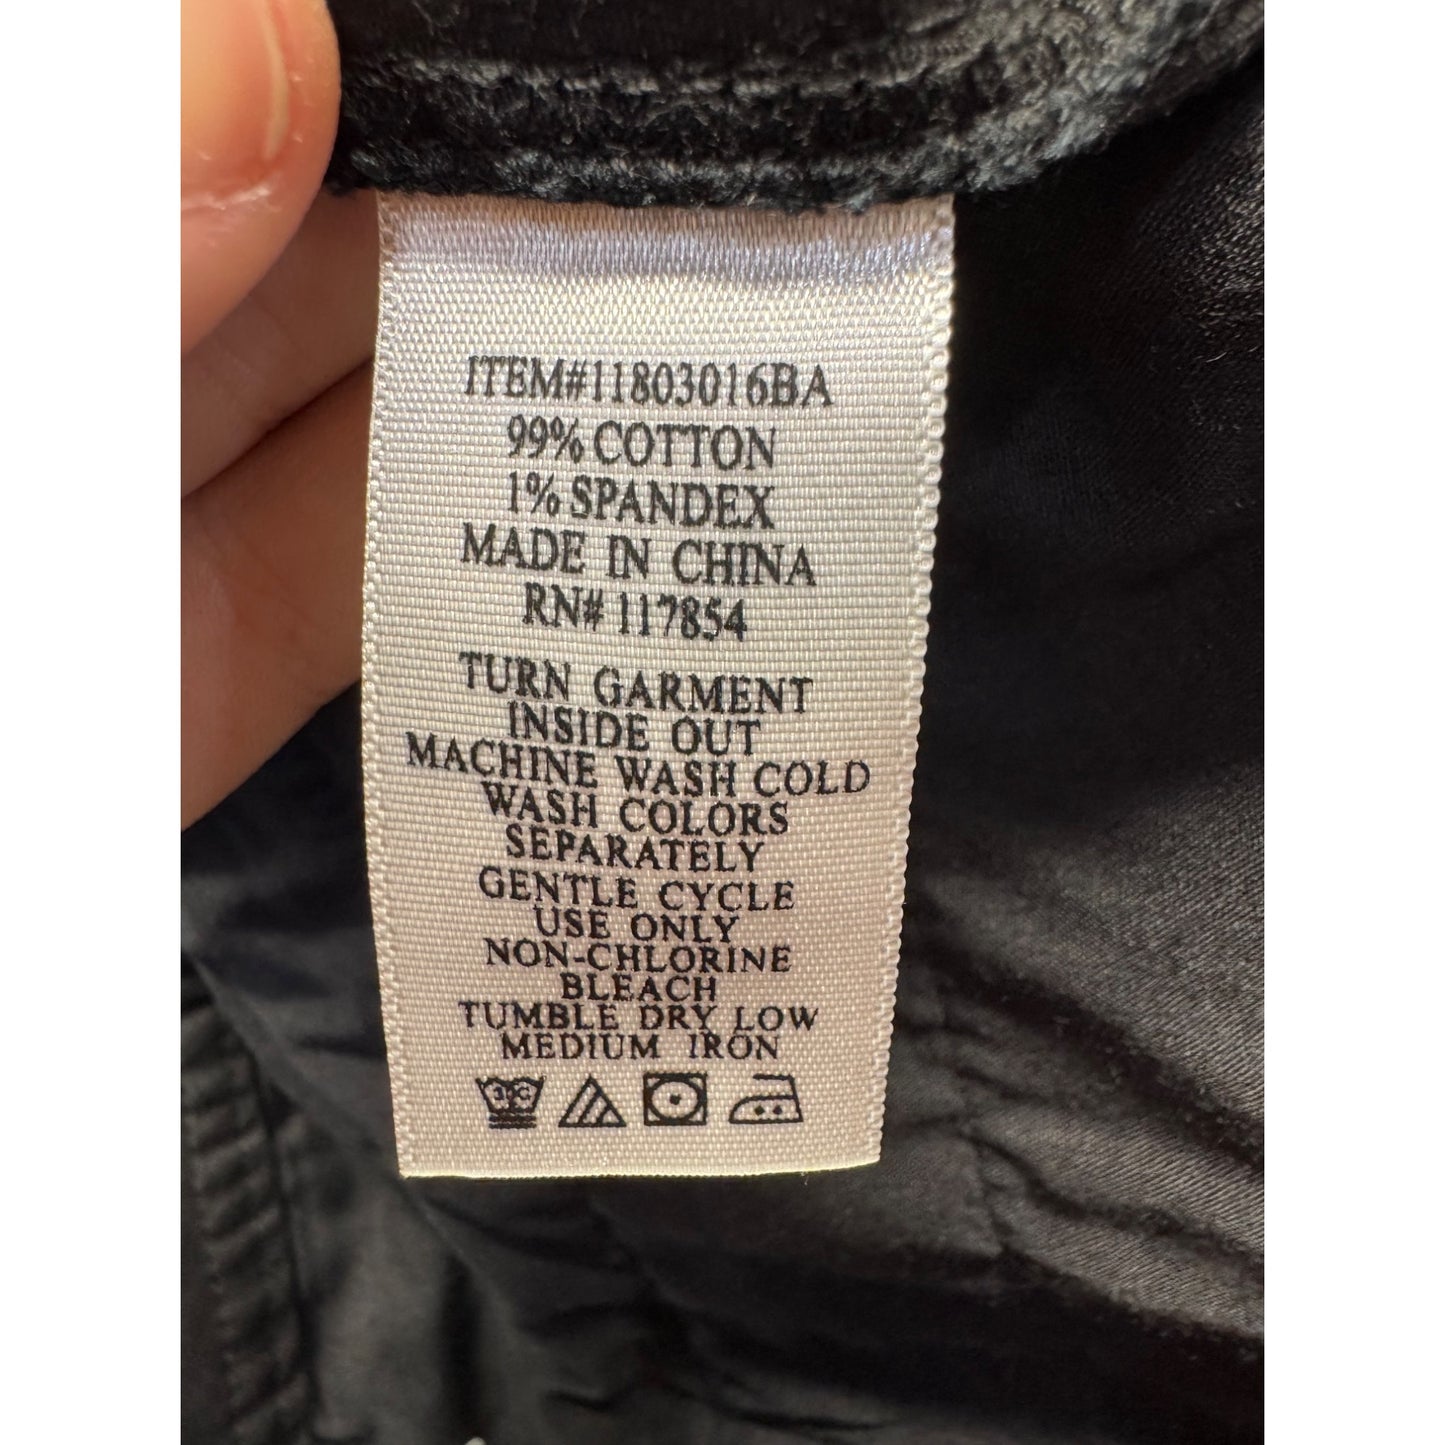 ITEM#11803016BA
99% COTTON
1% SPANDEX
MADE IN CHINA
RN# 117854
TURN GARMENT
INSIDE OUT
MACHINE WASH COLD
WASH COLORS
SEPARATELY
GENTLE CYCLE
USE ONLY
NON-CHLORINE
BLEACH
TUMBLE DRY LOW
MEDIUM IRON